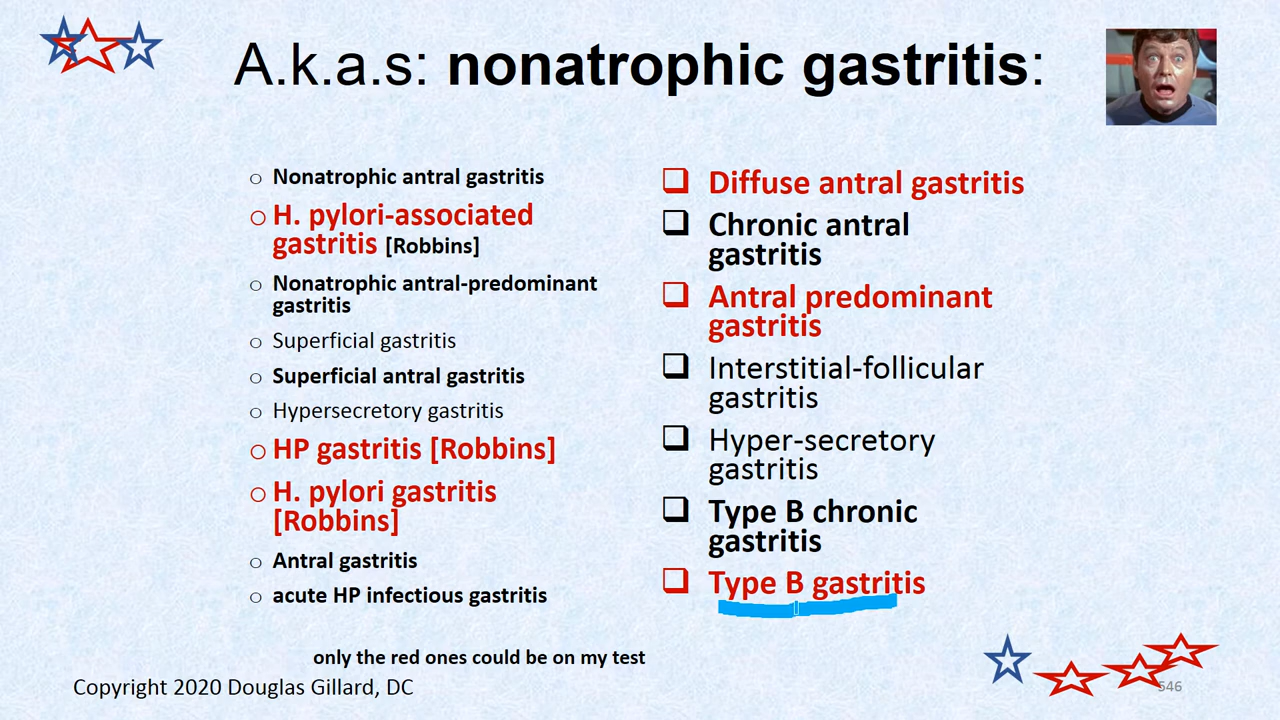 A.k.a.s: nonatrophic gastritis:
Nonatrophic antral gastritis
H. pylori-associated
gastritis [Robbins]
Nonatrophic antral-predominant
gastritis
Superficial gastritis
Superficial antral gastritis
Hypersecretory gastritis
HP gastritis [Robbins]
H. pylori gastritis
[Robbins]
Antral gastritis
acute HP infectious gastritis
Diffuse antral gastritis
Chronic antral
gastritis
Antral predominant
gastritis
Interstitial-follicular
gastritis
Hyper-secretory
gastritis
Type B chronic
gastritis
Type B gastritis
only the red ones could be on my test
Copyright 2020 Douglas Gillard, DC
546